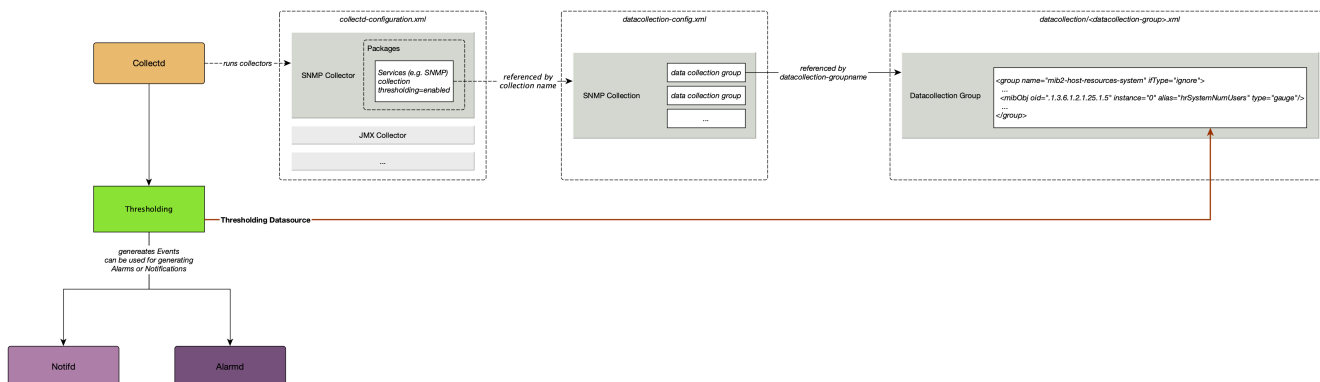 collectd-configuration.xml
datacollection-config.xml
datacollection/<datacollection-group>.xml
Collectd
runs collectors
SNMP Collector
Packages
Services (e.g. SNMP)
collection
thresholding=enabled
JMX Collector
...
referenced by
collection name
SNMP Collection
data collection group
data collection group
...
referenced by
datacollection-groupname
Datacollection Group
<group name="mib2-host-resources-system" ifType="ignore">
...
<mibObj oid=".1.3.6.1.2.1.25.1.5" instance="0" alias="hrSystemNumUsers" type="gauge"/>
...
</group>
Thresholding
Thresholding Datasource
genereates Events
can be used for generating
Alarms or Notifications
Notifd
Alarmd